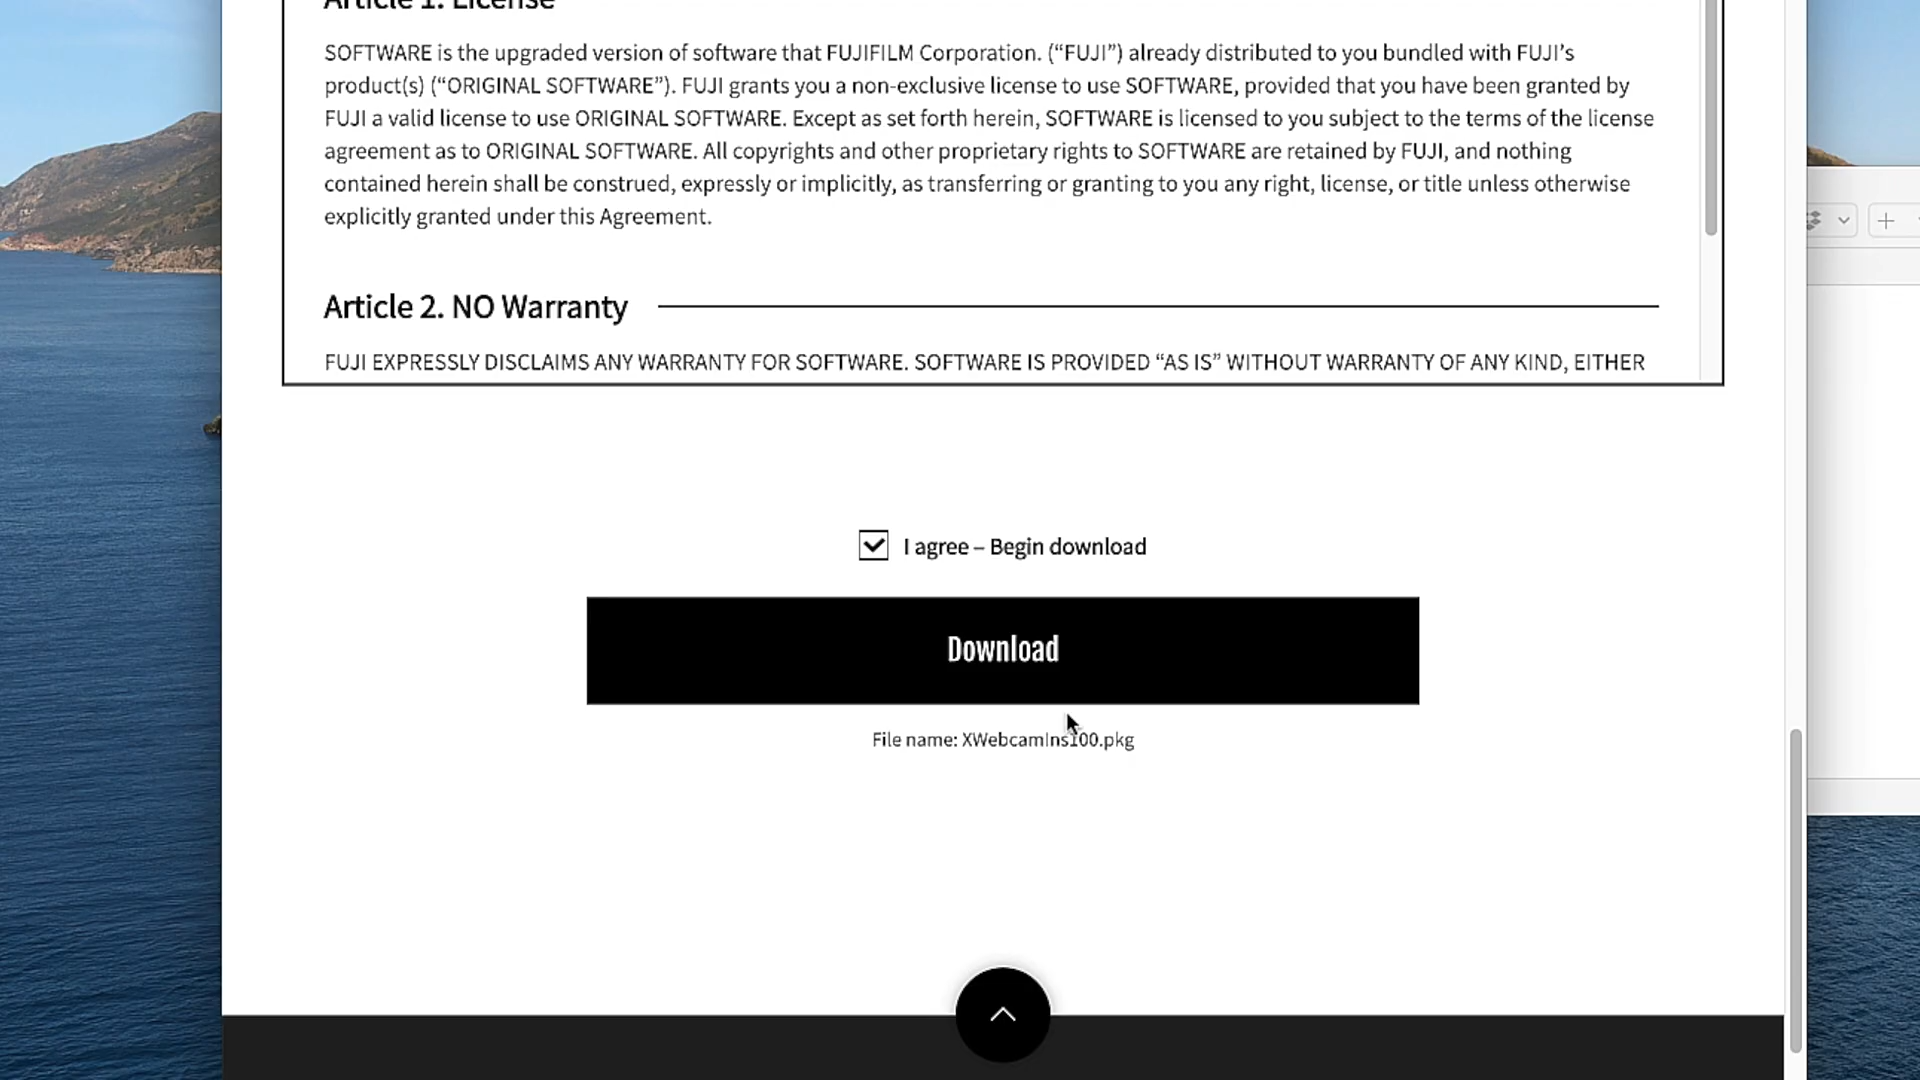 Article 1. License
SOFTWARE is the upgraded version of software that FUJIFILM Corporation. (“FUJI”) already distributed to you bundled with FUJI’s
product(s) (“ORIGINAL SOFTWARE”). FUJI grants you a non-exclusive license to use SOFTWARE, provided that you have been granted by
FUJI a valid license to use ORIGINAL SOFTWARE. Except as set forth herein, SOFTWARE is licensed to you subject to the terms of the license
agreement as to ORIGINAL SOFTWARE. All copyrights and other proprietary rights to SOFTWARE are retained by FUJI, and nothing
contained herein shall be construed, expressly or implicitly, as transferring or granting to you any right, license, or title unless otherwise
explicitly granted under this Agreement.
Article 2. NO Warranty
FUJI EXPRESSLY DISCLAIMS ANY WARRANTY FOR SOFTWARE. SOFTWARE IS PROVIDED “AS IS” WITHOUT WARRANTY OF ANY KIND, EITHER
I agree – Begin download
Download
File name: XWebcamIns100.pkg